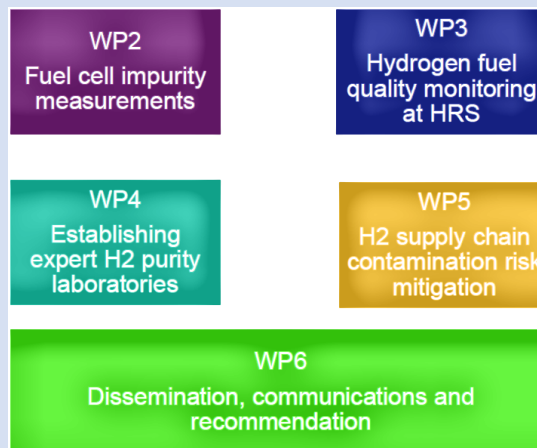 WP2
Fuel cell impurity
measurements
WP3
Hydrogen fuel
quality monitoring
at HRS
WP4
Establishing
expert H2 purity
laboratories
WP5
H2 supply chain
contamination risk
mitigation
WP6
Dissemination, communications and
recommendation